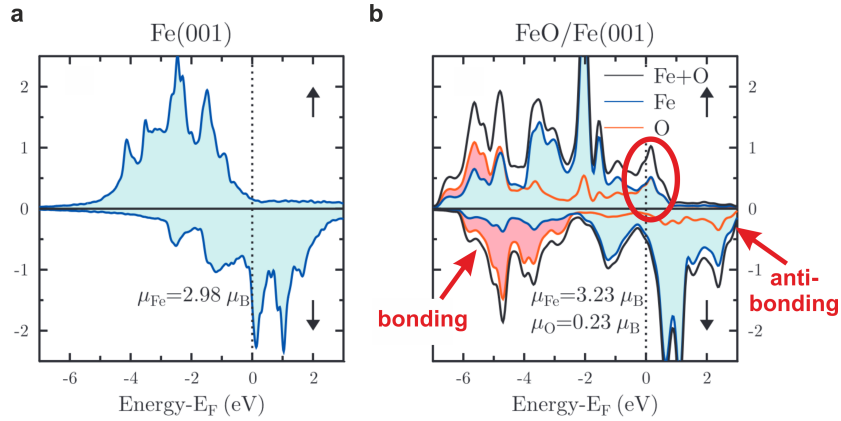 a
Fe(001)
μFe=2.98 μB
-6 -4 -2 0 2
Energy-EF (eV)
b
FeO/Fe(001)
Fe+O
Fe
O
2
1
0
-1
-2
2
1
0
-1
-2
bonding
anti-
bonding
μFe=3.23 μB
μO=0.23 μB
-6 -4 -2 0 2
Energy-EF (eV)